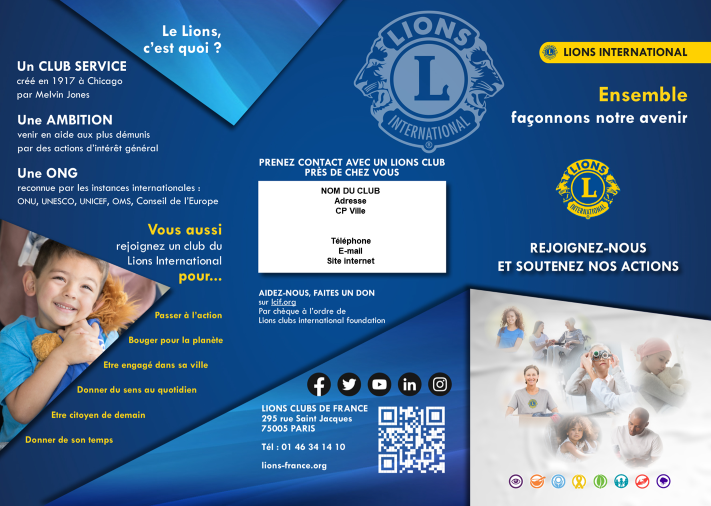 Le Lions,
c'est quoi ?
Un CLUB SERVICE
créé en 1917 à Chicago
par Melvin Jones
Une AMBITION
venir en aide aux plus démunis
par des actions d'intérêt général
Une ONG
reconnue par les instances internationales :
ONU, UNESCO, UNICEF, OMS, Conseil de l'Europe
Vous aussi
rejoignez un club du
Lions International
pour...
Passer à l'action
Bouger pour la planète
Etre engagé dans sa ville
Donner du sens au quotidien
Etre citoyen de demain
Donner de son temps
LIONS
L
INTERNATIONAL
®
PRENEZ CONTACT AVEC UN LIONS CLUB
PRÈS DE CHEZ VOUS
NOM DU CLUB
Adresse
CP Ville
Téléphone
E-mail
Site internet
AIDEZ-NOUS, FAITES UN DON
sur lcif.org
Par chèque à l'ordre de
Lions clubs international foundation
LIONS CLUBS DE FRANCE
295 rue Saint Jacques
75005 PARIS
Tél : 01 46 34 14 10
lions-france.org
LIONS INTERNATIONAL
Ensemble
façonnons notre avenir
LIONS
L
INTERNATIONAL
REJOIGNEZ-NOUS
ET SOUTENEZ NOS ACTIONS